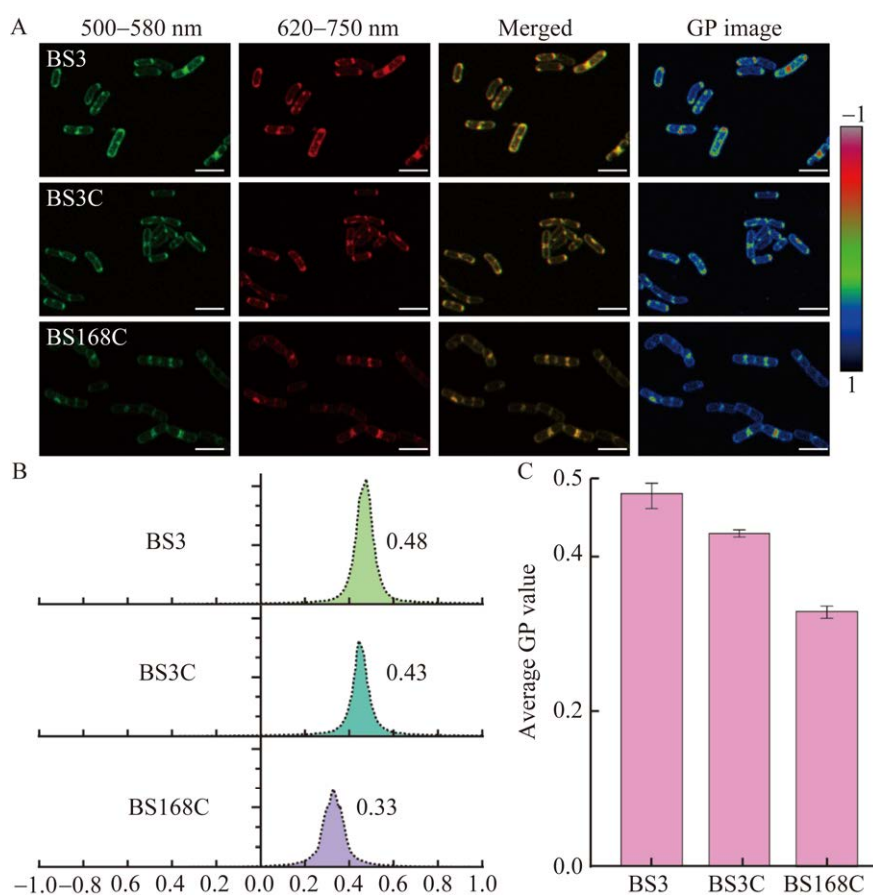 A 500–580 nm 620–750 nm Merged GP image
BS3
−1
BS3C
BS168C
1
B
BS3
0.48
BS3C
0.43
BS168C
0.33
−1.0 −0.8 0.6 0.4 0.2 0.0 0.2 0.4 0.6 0.8 1.0
C
Average GP value
0.5
0.4
0.2
0.0
BS3 BS3C BS168C